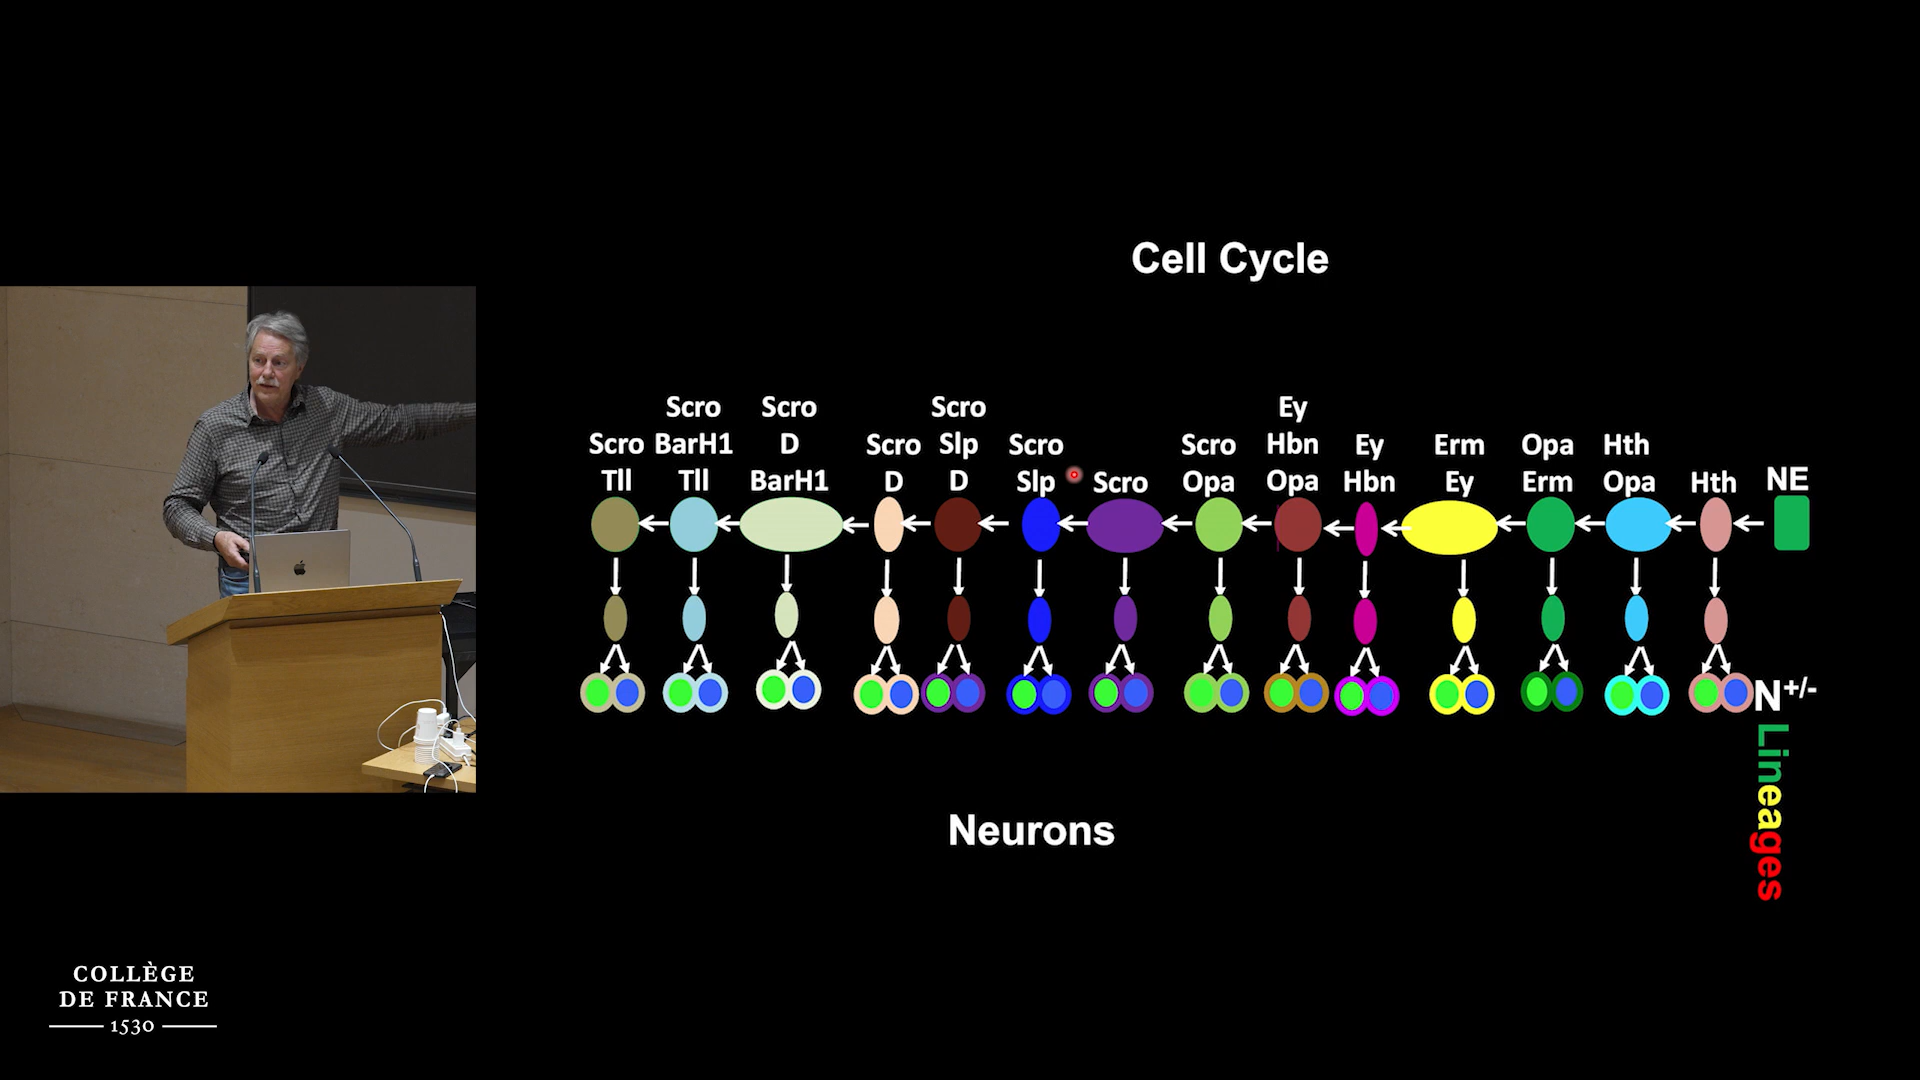 Cell Cycle
Scro Scro Scro Ey
Scro BarH1 D Scro Slp Scro Scro Hbn Ey Erm Opa Hth
Tll Tll BarH1 D D Slp Scro Opa Opa Hbn Ey Erm Opa Hth NE
N+/-
Lineages
Neurons
COLLÈGE
DE FRANCE
1530